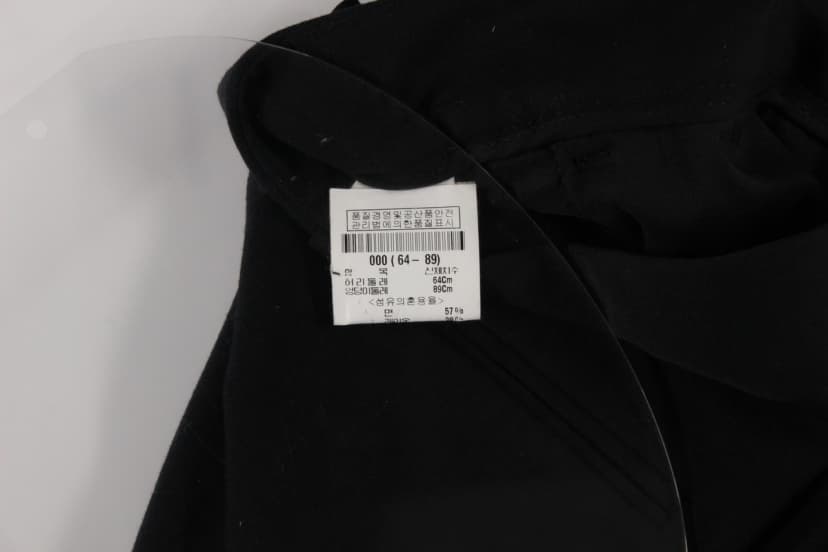 품질경영및공산품안전
관리법에의한품질표시
000 ( 64 - 89)
항 목 신체치수
허리둘레 64Cm
엉덩이둘레 89Cm
<섬유의혼용율>
면 57%